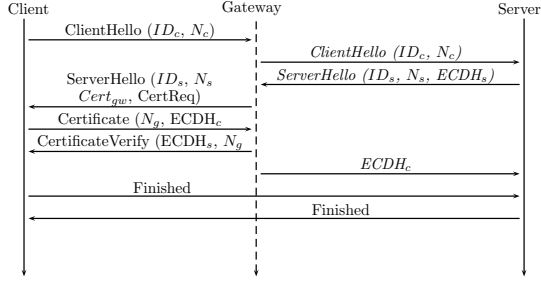 Client Gateway Server
ClientHello (ID_c, N_c)
ClientHello (ID_c, N_c)
ServerHello (ID_s, N_s, ECDH_s)
ServerHello (ID_s, N_s
Cert_gw, CertReq)
Certificate (N_g, ECDH_c
CertificateVerify (ECDH_s, N_g
ECDH_c
Finished
Finished